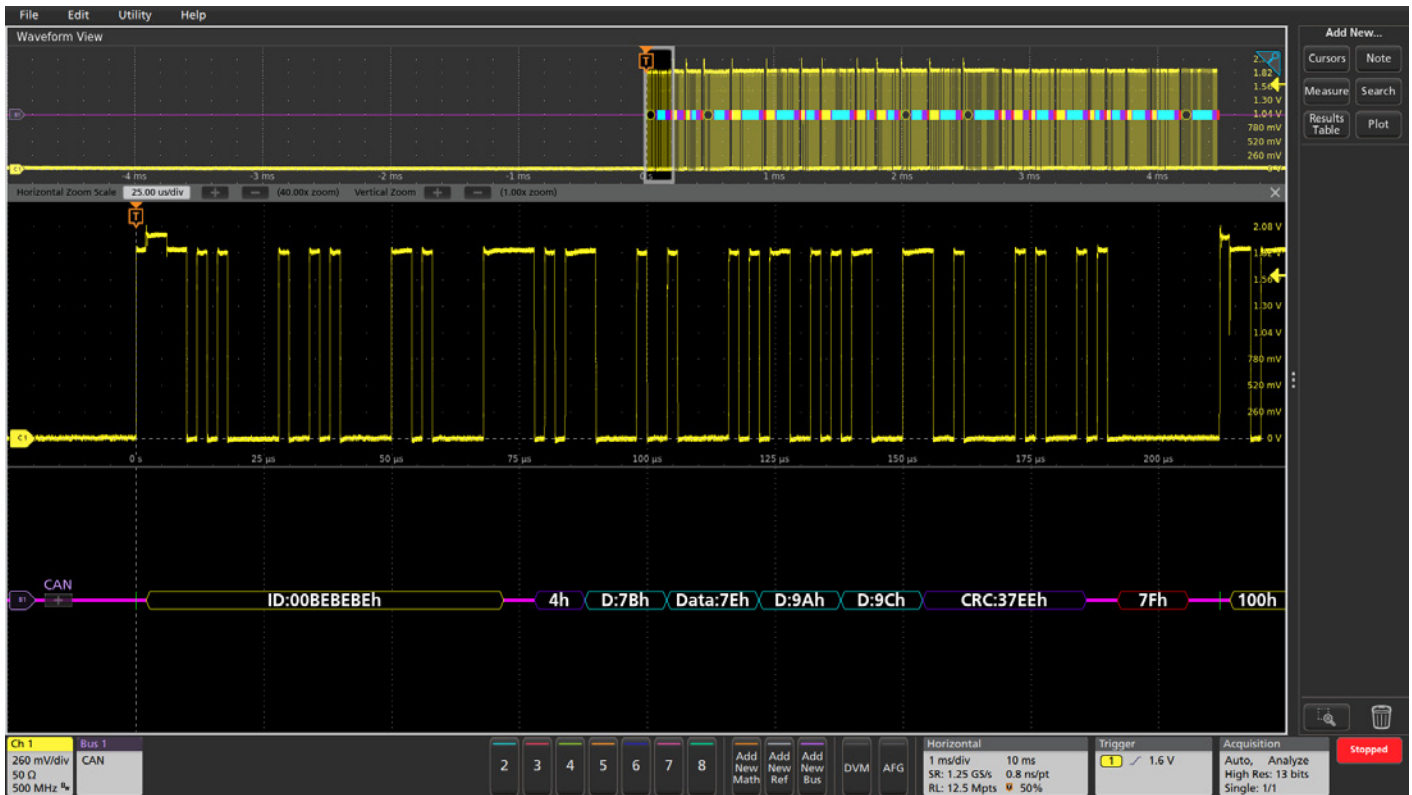 File Edit Utility Help
Waveform View
Add New...
Cursors Note
Measure Search
Results Table Plot
T
1.82
1.56
1.30 V
1.04 V
780 mV
520 mV
260 mV
B1
C1
-4 ms -3 ms -2 ms -1 ms 0 s 1 ms 2 ms 3 ms 4 ms
Horizontal Zoom Scale 25.00 us/div + − (40.00x zoom) Vertical Zoom + − (1.00x zoom)
T
2.08 V
1.82 V
1.56
1.30 V
1.04 V
780 mV
520 mV
260 mV
0 V
C1
0 s 25 µs 50 µs 75 µs 100 µs 125 µs 150 µs 175 µs 200 µs
CAN
B1 + ID:00BEBEBEh 4h D:7Bh Data:7Eh D:9Ah D:9Ch CRC:37EEh 7Fh 100h
Ch 1
260 mV/div
50 Ω
500 MHz
Bus 1
CAN
2 3 4 5 6 7 8
Add New Math
Add New Ref
Add New Bus
DVM AFG
Horizontal
1 ms/div 10 ms
SR: 1.25 GS/s 0.8 ns/pt
RL: 12.5 Mpts 50%
Trigger
1 1.6 V
Acquisition
Auto, Analyze
High Res: 13 bits
Single: 1/1
Stopped